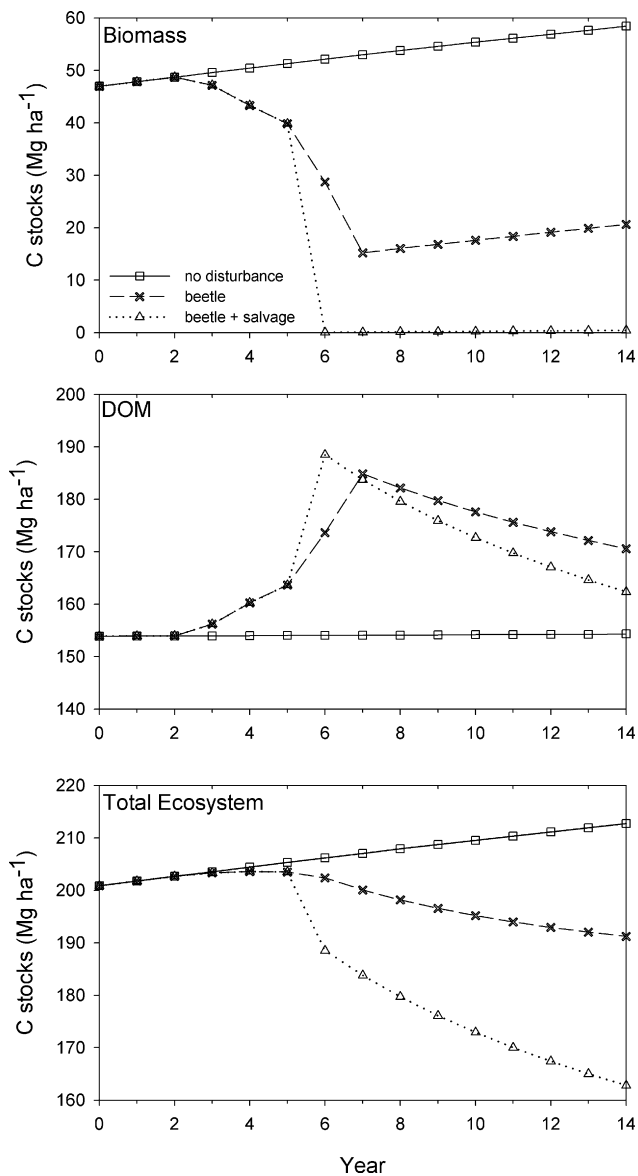 Biomass
C stocks (Mg ha⁻¹)
60
50
40
30
20
10
0
no disturbance
beetle
beetle + salvage
0 2 4 6 8 10 12 14
DOM
C stocks (Mg ha⁻¹)
200
190
180
170
160
150
140
0 2 4 6 8 10 12 14
Total Ecosystem
C stocks (Mg ha⁻¹)
220
210
200
190
180
170
160
0 2 4 6 8 10 12 14
Year